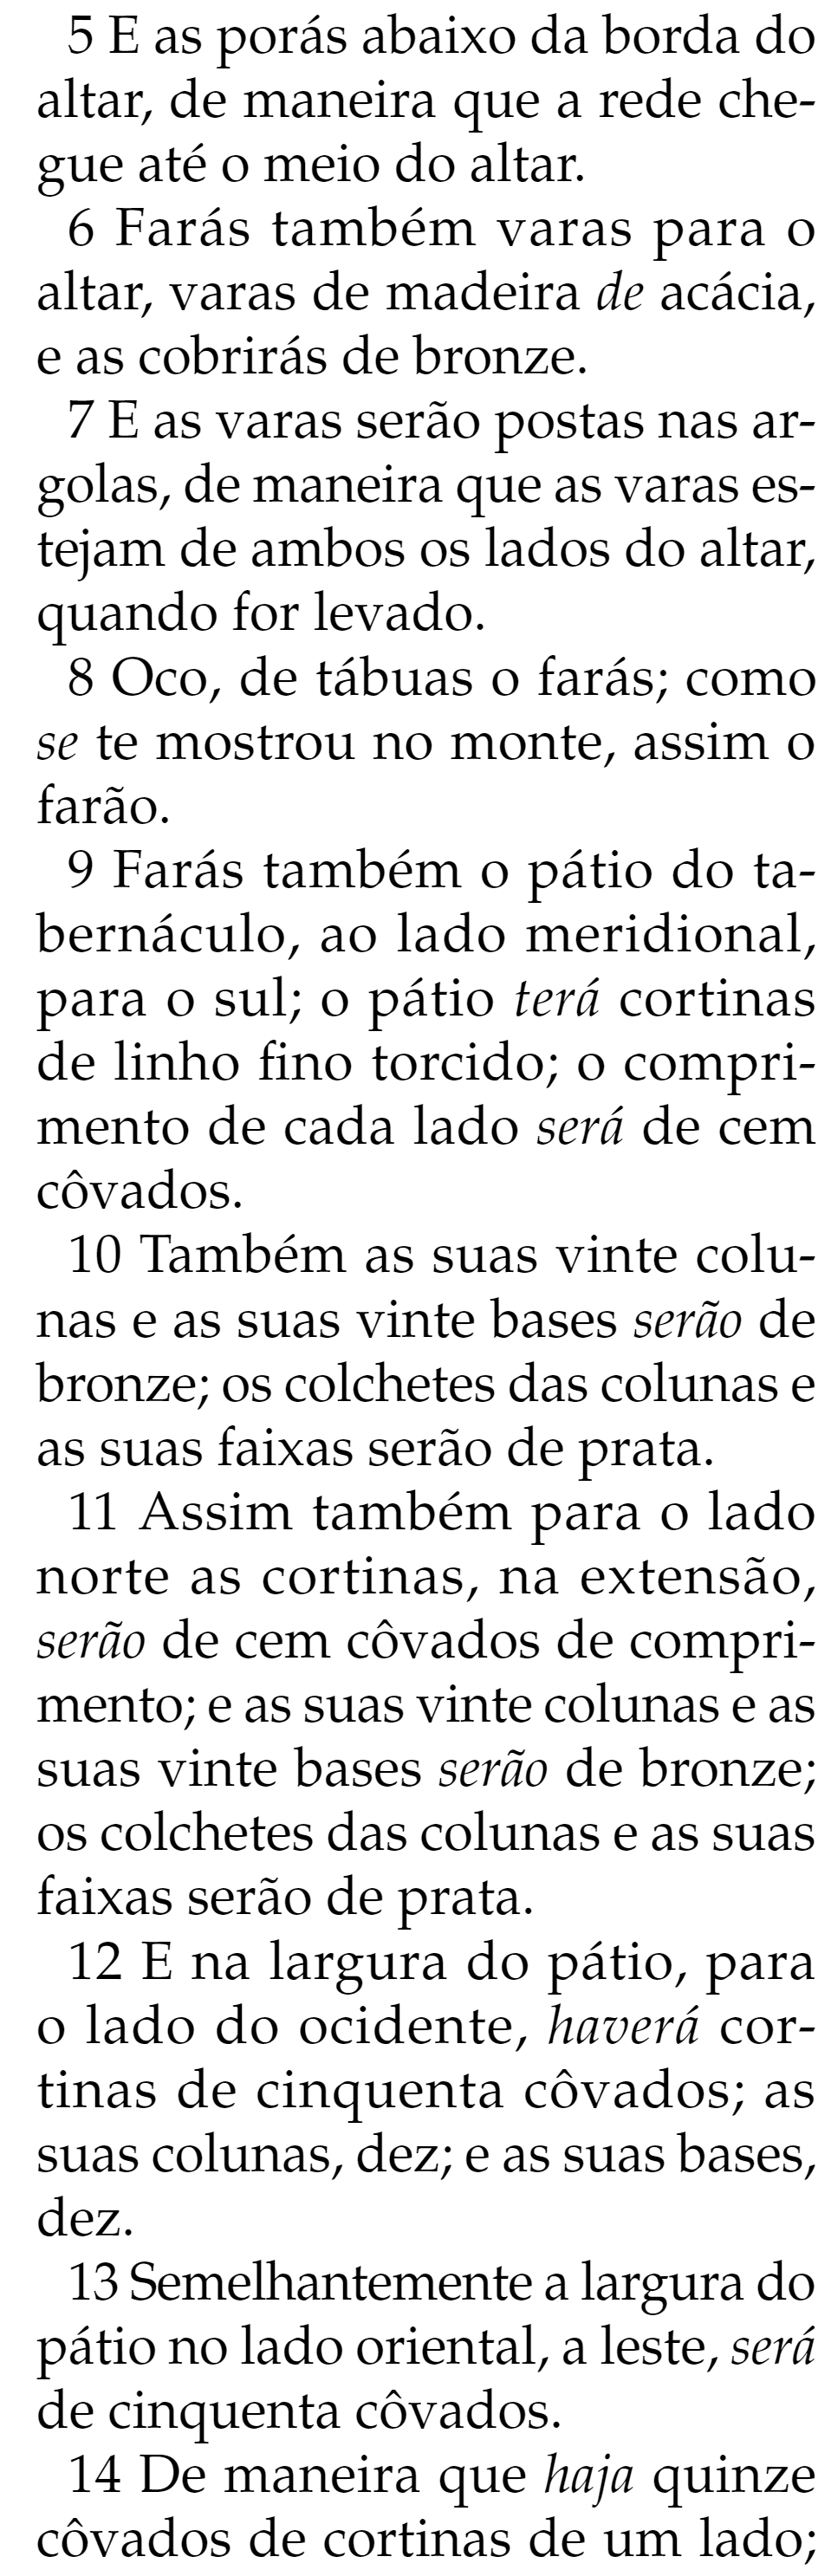 5 E as porás abaixo da borda do
altar, de maneira que a rede che-
gue até o meio do altar.
6 Farás também varas para o
altar, varas de madeira de acácia,
e as cobrirás de bronze.
7 E as varas serão postas nas ar-
golas, de maneira que as varas es-
tejam de ambos os lados do altar,
quando for levado.
8 Oco, de tábuas o farás; como
se te mostrou no monte, assim o
farão.
9 Farás também o pátio do ta-
bernáculo, ao lado meridional,
para o sul; o pátio terá cortinas
de linho fino torcido; o compri-
mento de cada lado será de cem
côvados.
10 Também as suas vinte colu-
nas e as suas vinte bases serão de
bronze; os colchetes das colunas e
as suas faixas serão de prata.
11 Assim também para o lado
norte as cortinas, na extensão,
serão de cem côvados de compri-
mento; e as suas vinte colunas e as
suas vinte bases serão de bronze;
os colchetes das colunas e as suas
faixas serão de prata.
12 E na largura do pátio, para
o lado do ocidente, haverá cor-
tinas de cinquenta côvados; as
suas colunas, dez; e as suas bases,
dez.
13 Semelhantemente a largura do
pátio no lado oriental, a leste, será
de cinquenta côvados.
14 De maneira que haja quinze
côvados de cortinas de um lado;